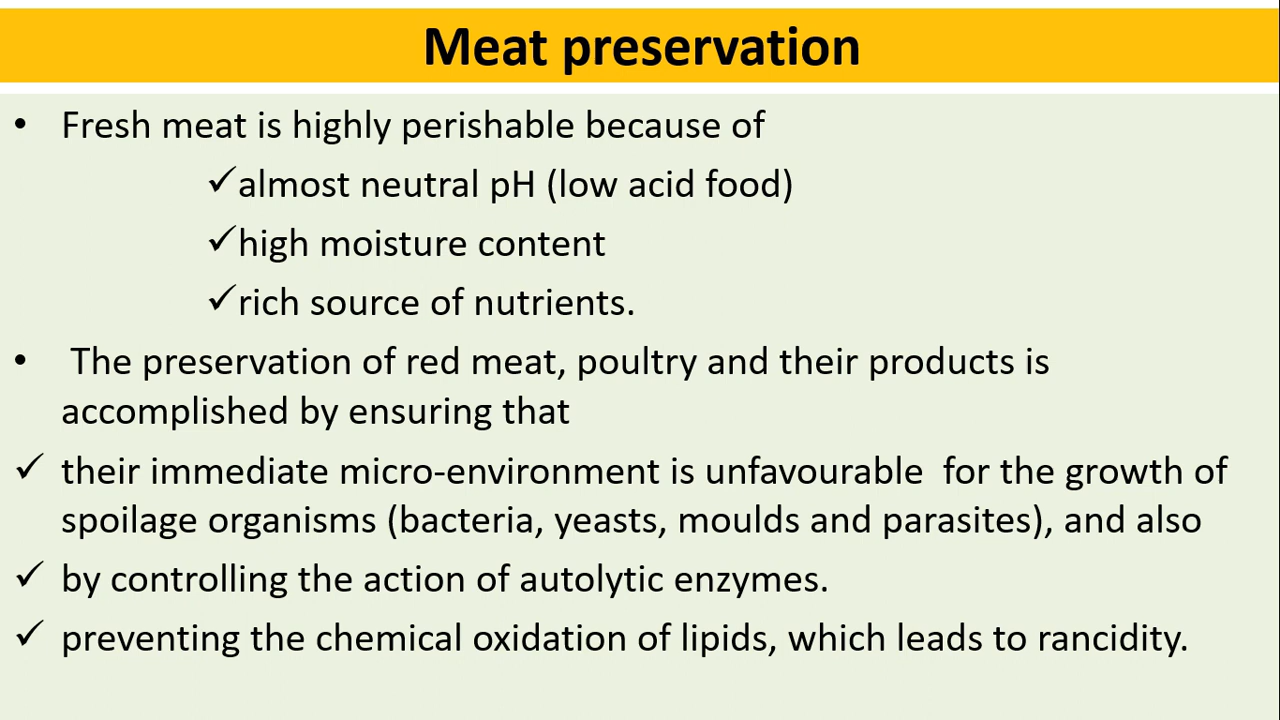 Meat preservation
• Fresh meat is highly perishable because of
✓almost neutral pH (low acid food)
✓high moisture content
✓rich source of nutrients.
• The preservation of red meat, poultry and their products is
accomplished by ensuring that
✓ their immediate micro-environment is unfavourable  for the growth of
spoilage organisms (bacteria, yeasts, moulds and parasites), and also
✓ by controlling the action of autolytic enzymes.
✓ preventing the chemical oxidation of lipids, which leads to rancidity.